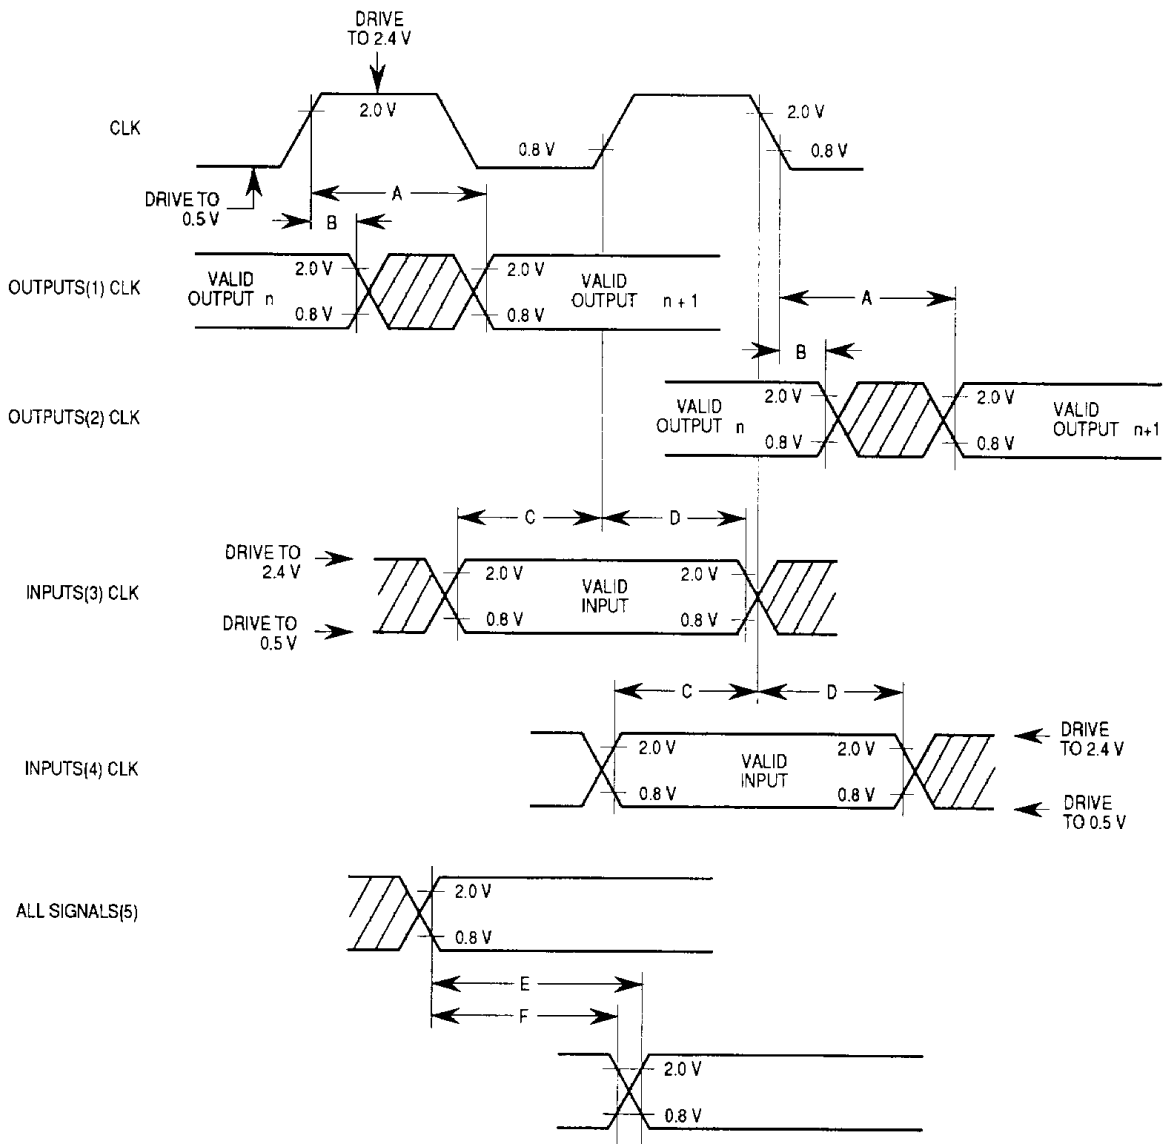 DRIVE
TO 2.4 V
CLK
2.0 V
0.8 V
2.0 V
0.8 V
DRIVE TO
0.5 V
A
B
OUTPUTS(1) CLK
VALID
OUTPUT n
2.0 V
0.8 V
2.0 V
0.8 V
VALID
OUTPUT n + 1
A
B
OUTPUTS(2) CLK
VALID
OUTPUT n
2.0 V
0.8 V
2.0 V
0.8 V
VALID
OUTPUT n+1
C
D
INPUTS(3) CLK
DRIVE TO
2.4 V
DRIVE TO
0.5 V
2.0 V
0.8 V
VALID
INPUT
2.0 V
0.8 V
C
D
INPUTS(4) CLK
2.0 V
0.8 V
VALID
INPUT
2.0 V
0.8 V
DRIVE
TO 2.4 V
DRIVE
TO 0.5 V
ALL SIGNALS(5)
2.0 V
0.8 V
E
F
2.0 V
0.8 V